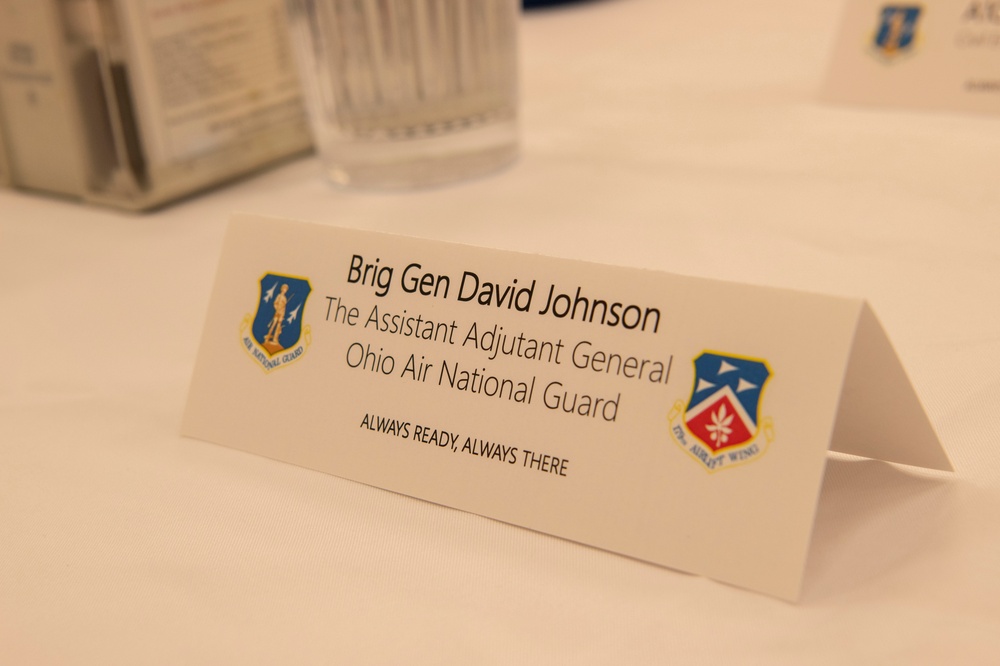 Brig Gen David Johnson
The Assistant Adjutant General
Ohio Air National Guard
ALWAYS READY, ALWAYS THERE
AIR NATIONAL GUARD
179TH AIRLIFT WING